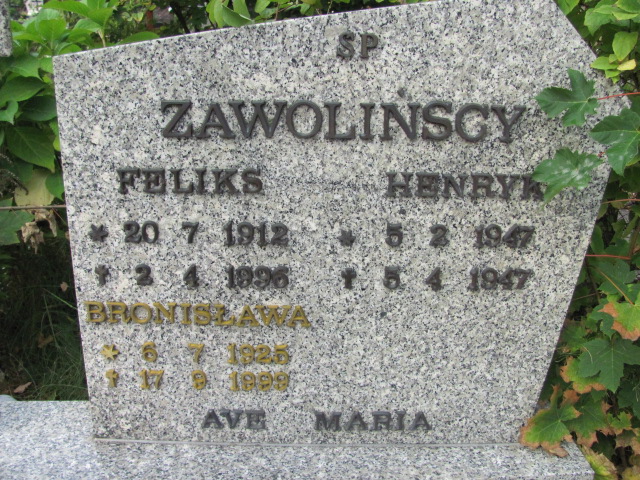 SP
ZAWOLINSCY
FELIKS HENRYK
* 20 7 1912 * 5 2 1947
† 2 4 1996 † 5 4 1947
BRONISŁAWA
* 6 7 1925
† 17 9 1999
AVE MARIA